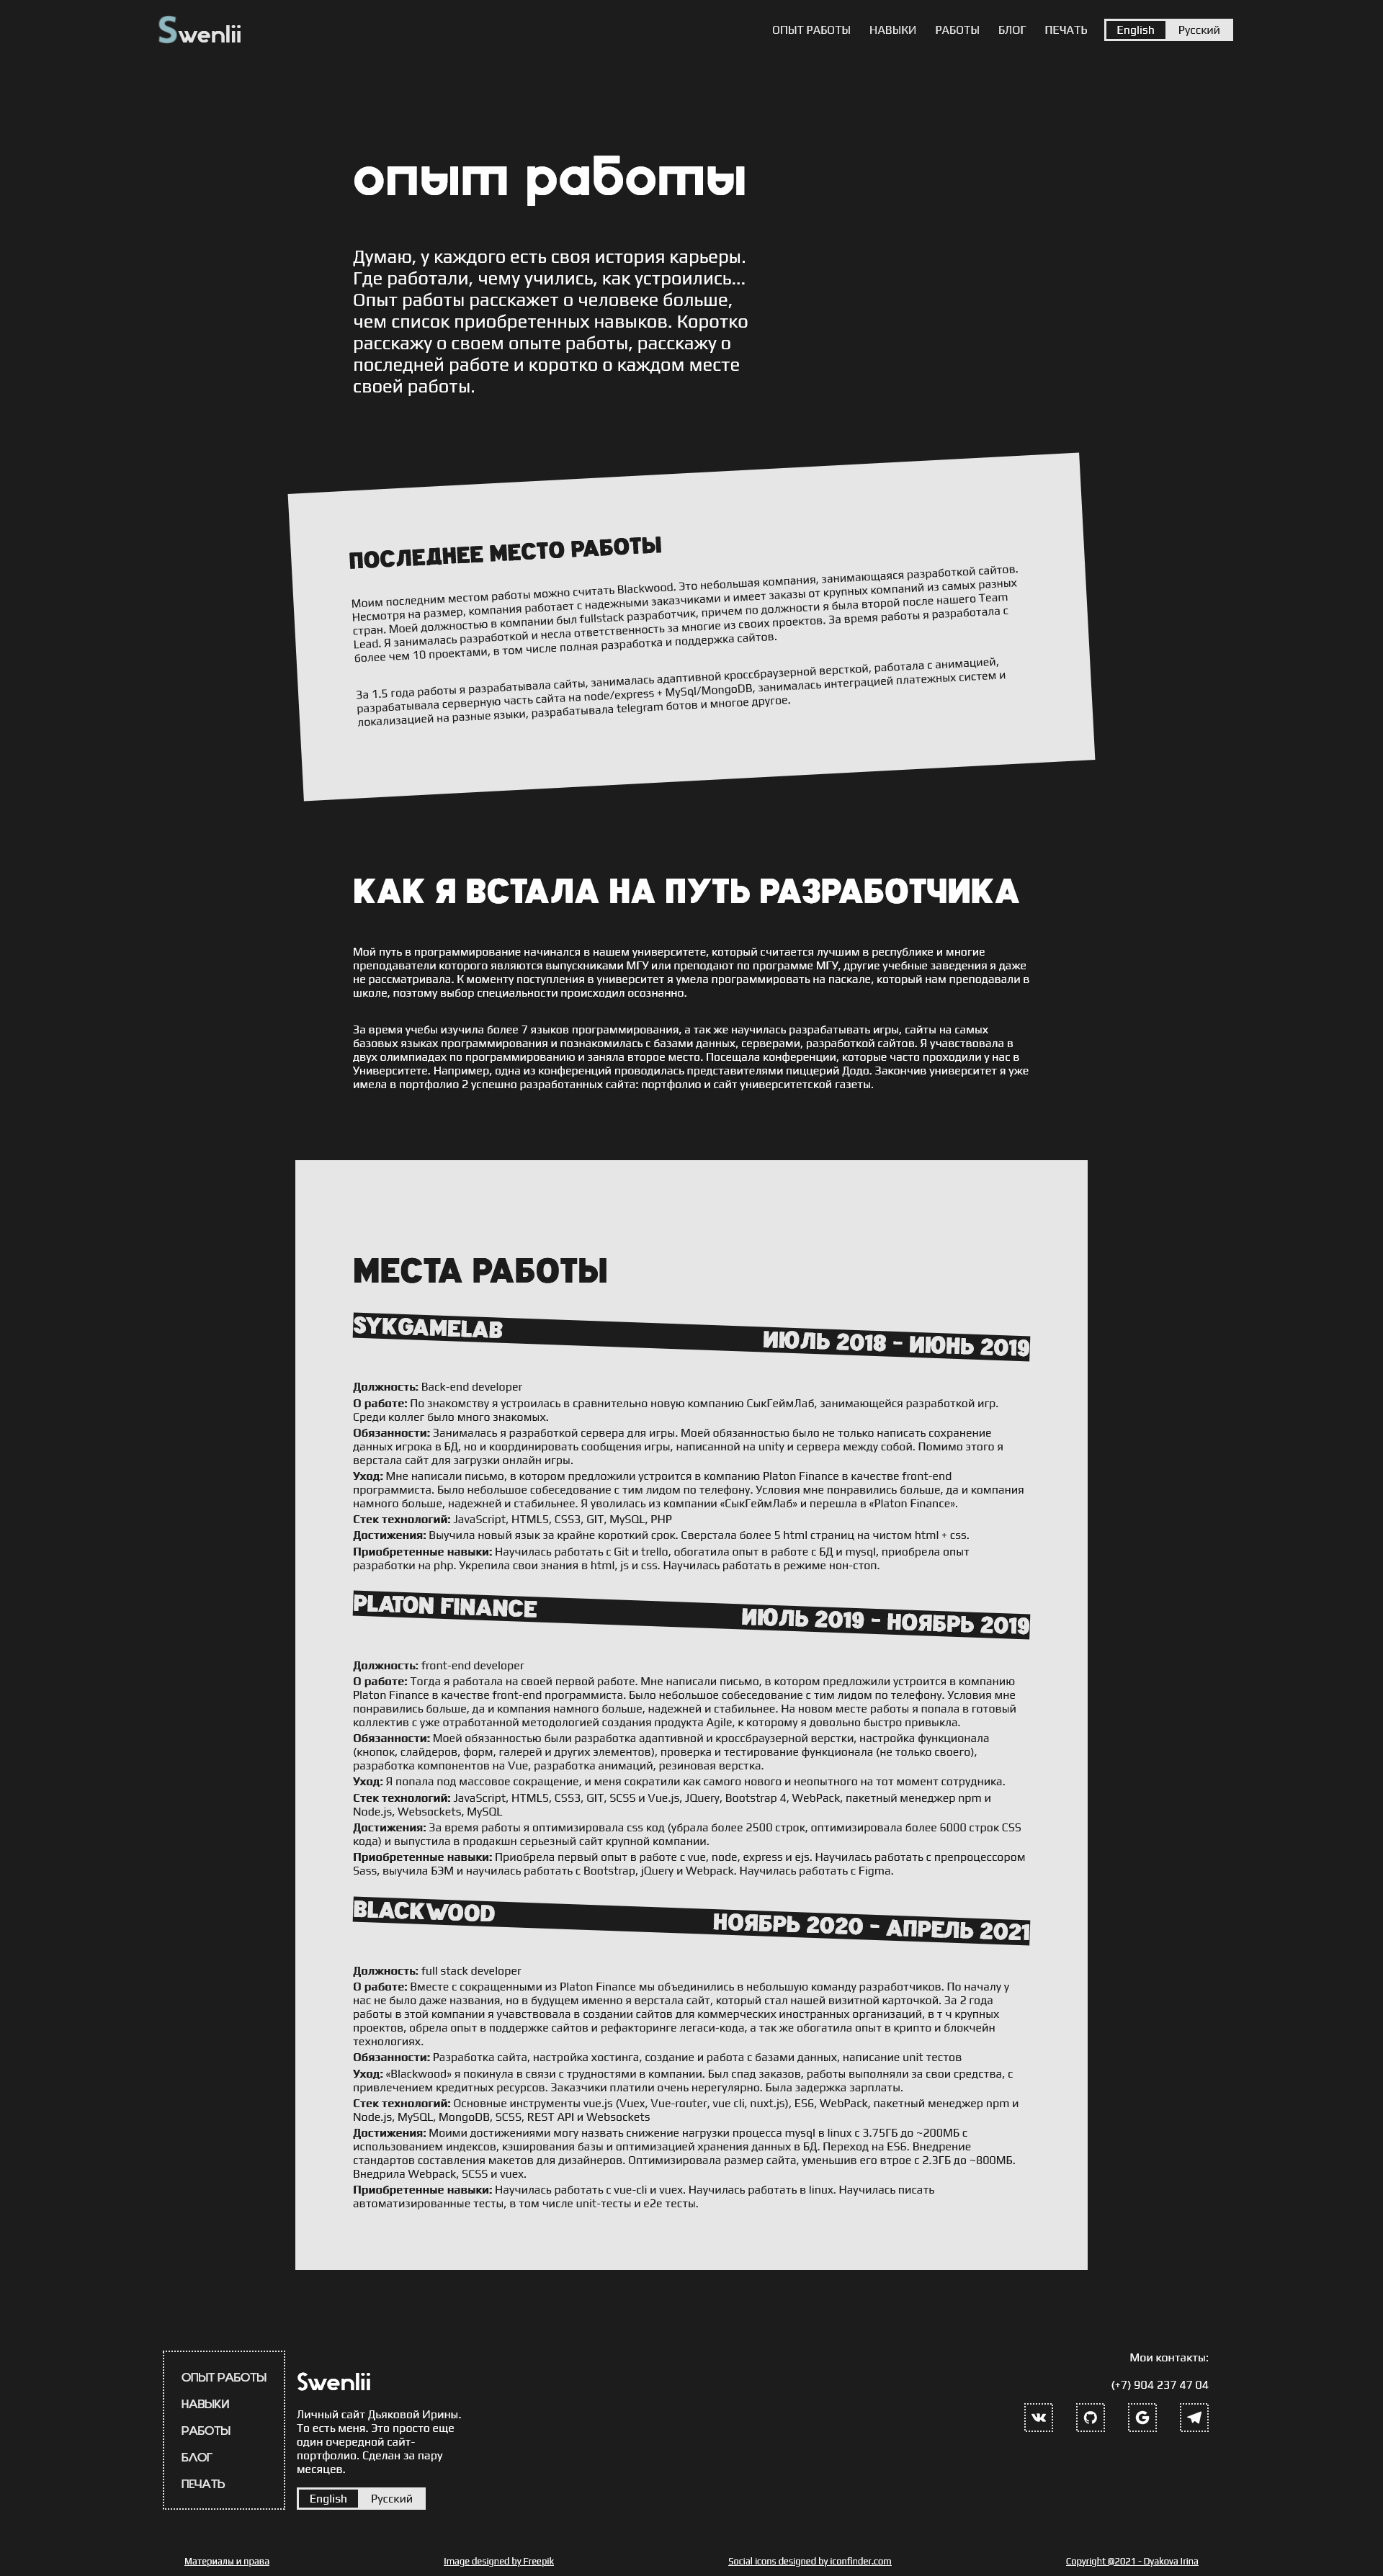 Swenlii
ОПЫТ РАБОТЫ НАВЫКИ РАБОТЫ БЛОГ ПЕЧАТЬ English Русский
опыт работы
Думаю, у каждого есть своя история карьеры.
Где работали, чему учились, как устроились...
Опыт работы расскажет о человеке больше,
чем список приобретенных навыков. Коротко
расскажу о своем опыте работы, расскажу о
последней работе и коротко о каждом месте
своей работы.
ПОСЛЕДНЕЕ МЕСТО РАБОТЫ
Моим последним местом работы можно считать Blackwood. Это небольшая компания, занимающаяся разработкой сайтов.
Несмотря на размер, компания работает с надежными заказчиками и имеет заказы от крупных компаний из самых разных
стран. Моей должностью в компании был fullstack разработчик, причем по должности я была второй после нашего Team
Lead. Я занималась разработкой и несла ответственность за многие из своих проектов. За время работы я разработала с
более чем 10 проектами, в том числе полная разработка и поддержка сайтов.
За 1.5 года работы я разрабатывала сайты, занималась адаптивной кроссбраузерной версткой, работала с анимацией,
разрабатывала серверную часть сайта на node/express + MySql/MongoDB, занималась интеграцией платежных систем и
локализацией на разные языки, разрабатывала telegram ботов и многое другое.
КАК Я ВСТАЛА НА ПУТЬ РАЗРАБОТЧИКА
Мой путь в программирование начинался в нашем университете, который считается лучшим в республике и многие
преподаватели которого являются выпускниками МГУ или преподают по программе МГУ, другие учебные заведения я даже
не рассматривала. К моменту поступления в университет я умела программировать на паскале, который нам преподавали в
школе, поэтому выбор специальности происходил осознанно.
За время учебы изучила более 7 языков программирования, а так же научилась разрабатывать игры, сайты на самых
базовых языках программирования и познакомилась с базами данных, серверами, разработкой сайтов. Я учавствовала в
двух олимпиадах по программированию и заняла второе место. Посещала конференции, которые часто проходили у нас в
Университете. Например, одна из конференций проводилась представителями пиццерий Додо. Закончив университет я уже
имела в портфолио 2 успешно разработанных сайта: портфолио и сайт университетской газеты.
МЕСТА РАБОТЫ
SYKGAMELAB ИЮЛЬ 2018 - ИЮНЬ 2019
Должность: Back-end developer
О работе: По знакомству я устроилась в сравнительно новую компанию СыкГеймЛаб, занимающейся разработкой игр.
Среди коллег было много знакомых.
Обязанности: Занималась я разработкой сервера для игры. Моей обязанностью было не только написать сохранение
данных игрока в БД, но и координировать сообщения игры, написанной на unity и сервера между собой. Помимо этого я
верстала сайт для загрузки онлайн игры.
Уход: Мне написали письмо, в котором предложили устроится в компанию Platon Finance в качестве front-end
программиста. Было небольшое собеседование с тим лидом по телефону. Условия мне понравились больше, да и компания
намного больше, надежней и стабильнее. Я уволилась из компании «СыкГеймЛаб» и перешла в «Platon Finance».
Стек технологий: JavaScript, HTML5, CSS3, GIT, MySQL, PHP
Достижения: Выучила новый язык за крайне короткий срок. Сверстала более 5 html страниц на чистом html + css.
Приобретенные навыки: Научилась работать с Git и trello, обогатила опыт в работе с БД и mysql, приобрела опыт
разработки на php. Укрепила свои знания в html, js и css. Научилась работать в режиме нон-стоп.
PLATON FINANCE ИЮЛЬ 2019 - НОЯБРЬ 2019
Должность: front-end developer
О работе: Тогда я работала на своей первой работе. Мне написали письмо, в котором предложили устроится в компанию
Platon Finance в качестве front-end программиста. Было небольшое собеседование с тим лидом по телефону. Условия мне
понравились больше, да и компания намного больше, надежней и стабильнее. На новом месте работы я попала в готовый
коллектив с уже отработанной методологией создания продукта Agile, к которому я довольно быстро привыкла.
Обязанности: Моей обязанностью были разработка адаптивной и кроссбраузерной верстки, настройка функционала
(кнопок, слайдеров, форм, галерей и других элементов), проверка и тестирование функционала (не только своего),
разработка компонентов на Vue, разработка анимаций, резиновая верстка.
Уход: Я попала под массовое сокращение, и меня сократили как самого нового и неопытного на тот момент сотрудника.
Стек технологий: JavaScript, HTML5, CSS3, GIT, SCSS и Vue.js, JQuery, Bootstrap 4, WebPack, пакетный менеджер npm и
Node.js, Websockets, MySQL
Достижения: За время работы я оптимизировала css код (убрала более 2500 строк, оптимизировала более 6000 строк CSS
кода) и выпустила в продакшн серьезный сайт крупной компании.
Приобретенные навыки: Приобрела первый опыт в работе с vue, node, express и ejs. Научилась работать с препроцессором
Sass, выучила БЭМ и научилась работать с Bootstrap, jQuery и Webpack. Научилась работать с Figma.
BLACKWOOD НОЯБРЬ 2020 - АПРЕЛЬ 2021
Должность: full stack developer
О работе: Вместе с сокращенными из Platon Finance мы объединились в небольшую команду разработчиков. По началу у
нас не было даже названия, но в будущем именно я верстала сайт, который стал нашей визитной карточкой. За 2 года
работы в этой компании я учавствовала в создании сайтов для коммерческих иностранных организаций, в т ч крупных
проектов, обрела опыт в поддержке сайтов и рефакторинге легаси-кода, а так же обогатила опыт в крипто и блокчейн
технологиях.
Обязанности: Разработка сайта, настройка хостинга, создание и работа с базами данных, написание unit тестов
Уход: «Blackwood» я покинула в связи с трудностями в компании. Был спад заказов, работы выполняли за свои средства, с
привлечением кредитных ресурсов. Заказчики платили очень нерегулярно. Была задержка зарплаты.
Стек технологий: Основные инструменты vue.js (Vuex, Vue-router, vue cli, nuxt.js), ES6, WebPack, пакетный менеджер npm и
Node.js, MySQL, MongoDB, SCSS, REST API и Websockets
Достижения: Моими достижениями могу назвать снижение нагрузки процесса mysql в linux с 3.75ГБ до ~200МБ с
использованием индексов, кэширования базы и оптимизацией хранения данных в БД. Переход на ES6. Внедрение
стандартов составления макетов для дизайнеров. Оптимизировала размер сайта, уменьшив его втрое с 2.3ГБ до ~800МБ.
Внедрила Webpack, SCSS и vuex.
Приобретенные навыки: Научилась работать с vue-cli и vuex. Научилась работать в linux. Научилась писать
автоматизированные тесты, в том числе unit-тесты и e2e тесты.
ОПЫТ РАБОТЫ
НАВЫКИ
РАБОТЫ
БЛОГ
ПЕЧАТЬ
Swenlii
Личный сайт Дьяковой Ирины.
То есть меня. Это просто еще
один очередной сайт-
портфолио. Сделан за пару
месяцев.
English Русский
Мои контакты:
(+7) 904 237 47 04
Материалы и права Image designed by Freepik Social icons designed by iconfinder.com Copyright @2021 - Dyakova Irina